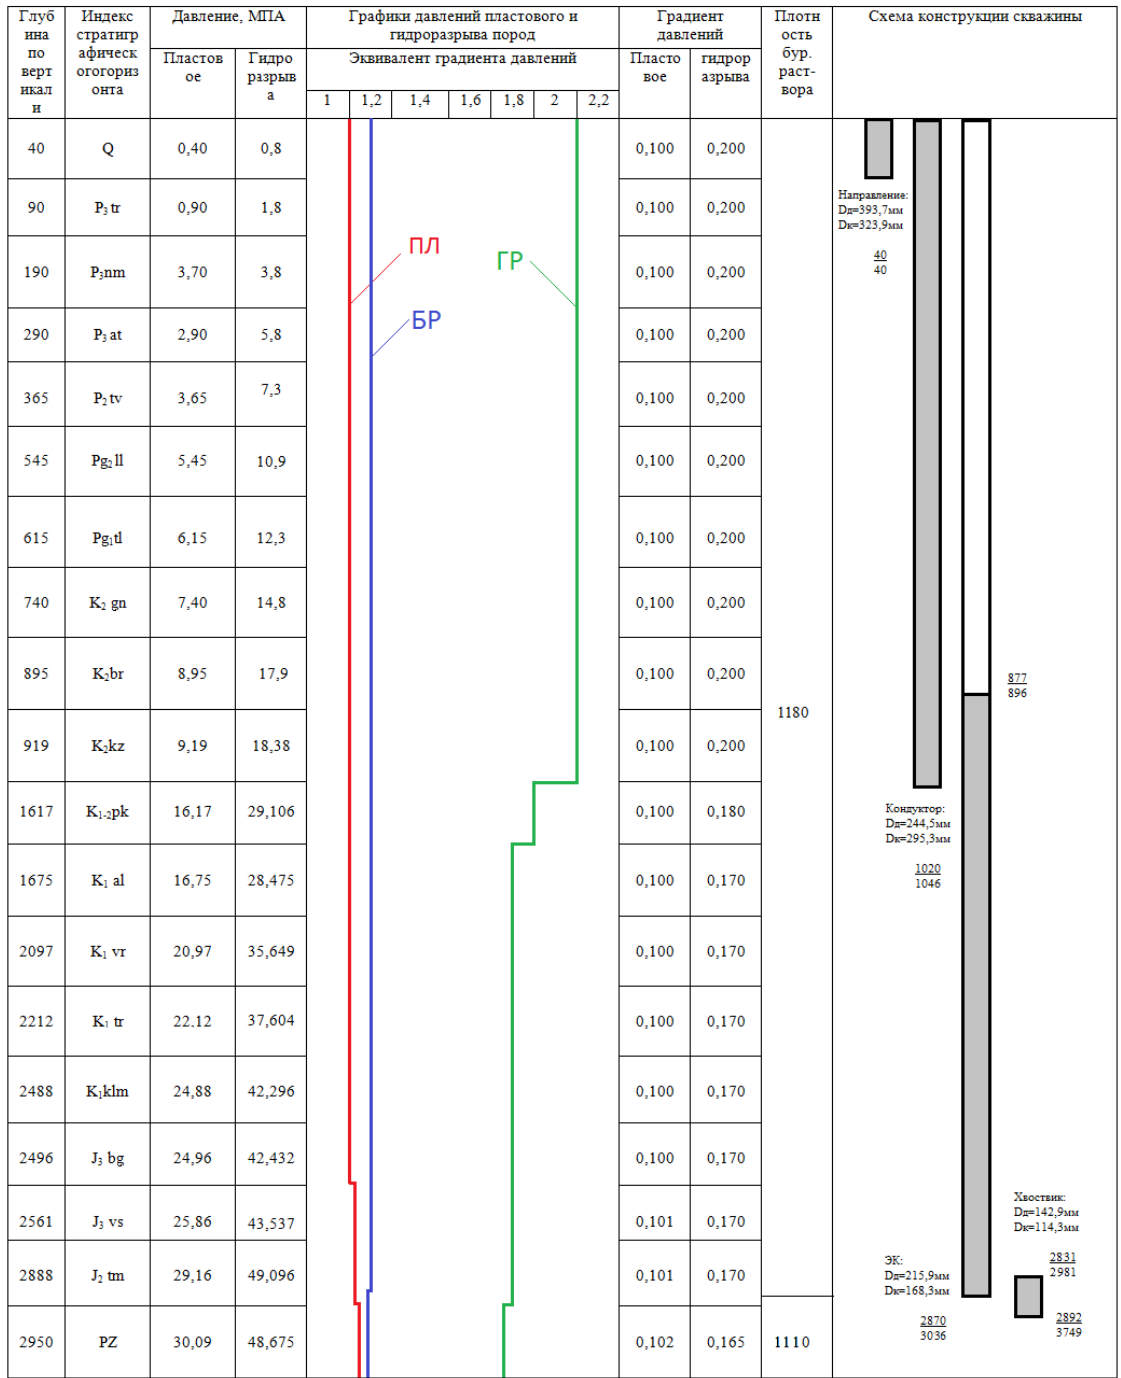 Глуб
ина
по
верт
икал
и
Индекс
стратигр
афическ
огогориз
онта
Давление, МПА
Пластов
ое
Гидро
разрыв
а
Графики давлений пластового и
гидроразрыва пород
Эквивалент градиента давлений
1 1,2 1,4 1,6 1,8 2 2,2
Градиент
давлений
Пласто
вое
гидрор
азрыва
Плотн
ость
бур.
раст-
вора
Схема конструкции скважины
40 Q 0,40 0,8 0,100 0,200
90 P₃ tr 0,90 1,8 0,100 0,200
190 P₃nm 3,70 3,8 0,100 0,200
290 P₃ at 2,90 5,8 0,100 0,200
365 P₂ tv 3,65 7,3 0,100 0,200
545 Pg₂ ll 5,45 10,9 0,100 0,200
615 Pg₁tl 6,15 12,3 0,100 0,200
740 K₂ gn 7,40 14,8 0,100 0,200
895 K₂br 8,95 17,9 0,100 0,200
919 K₂kz 9,19 18,38 0,100 0,200
1617 K₁₋₂pk 16,17 29,106 0,100 0,180
1675 K₁ al 16,75 28,475 0,100 0,170
2097 K₁ vr 20,97 35,649 0,100 0,170
2212 K₁ tr 22,12 37,604 0,100 0,170
2488 K₁klm 24,88 42,296 0,100 0,170
2496 J₃ bg 24,96 42,432 0,100 0,170
2561 J₃ vs 25,86 43,537 0,101 0,170
2888 J₂ tm 29,16 49,096 0,101 0,170
2950 PZ 30,09 48,675 0,102 0,165
ПЛ
БР
ГР
1180
1110
Направление:
Dд=393,7мм
Dк=323,9мм
40
40
877
896
Кондуктор:
Dд=244,5мм
Dк=295,3мм
1020
1046
Хвоствик:
Dд=142,9мм
Dк=114,3мм
2831
2981
ЭК:
Dд=215,9мм
Dк=168,3мм
2870
3036
2892
3749